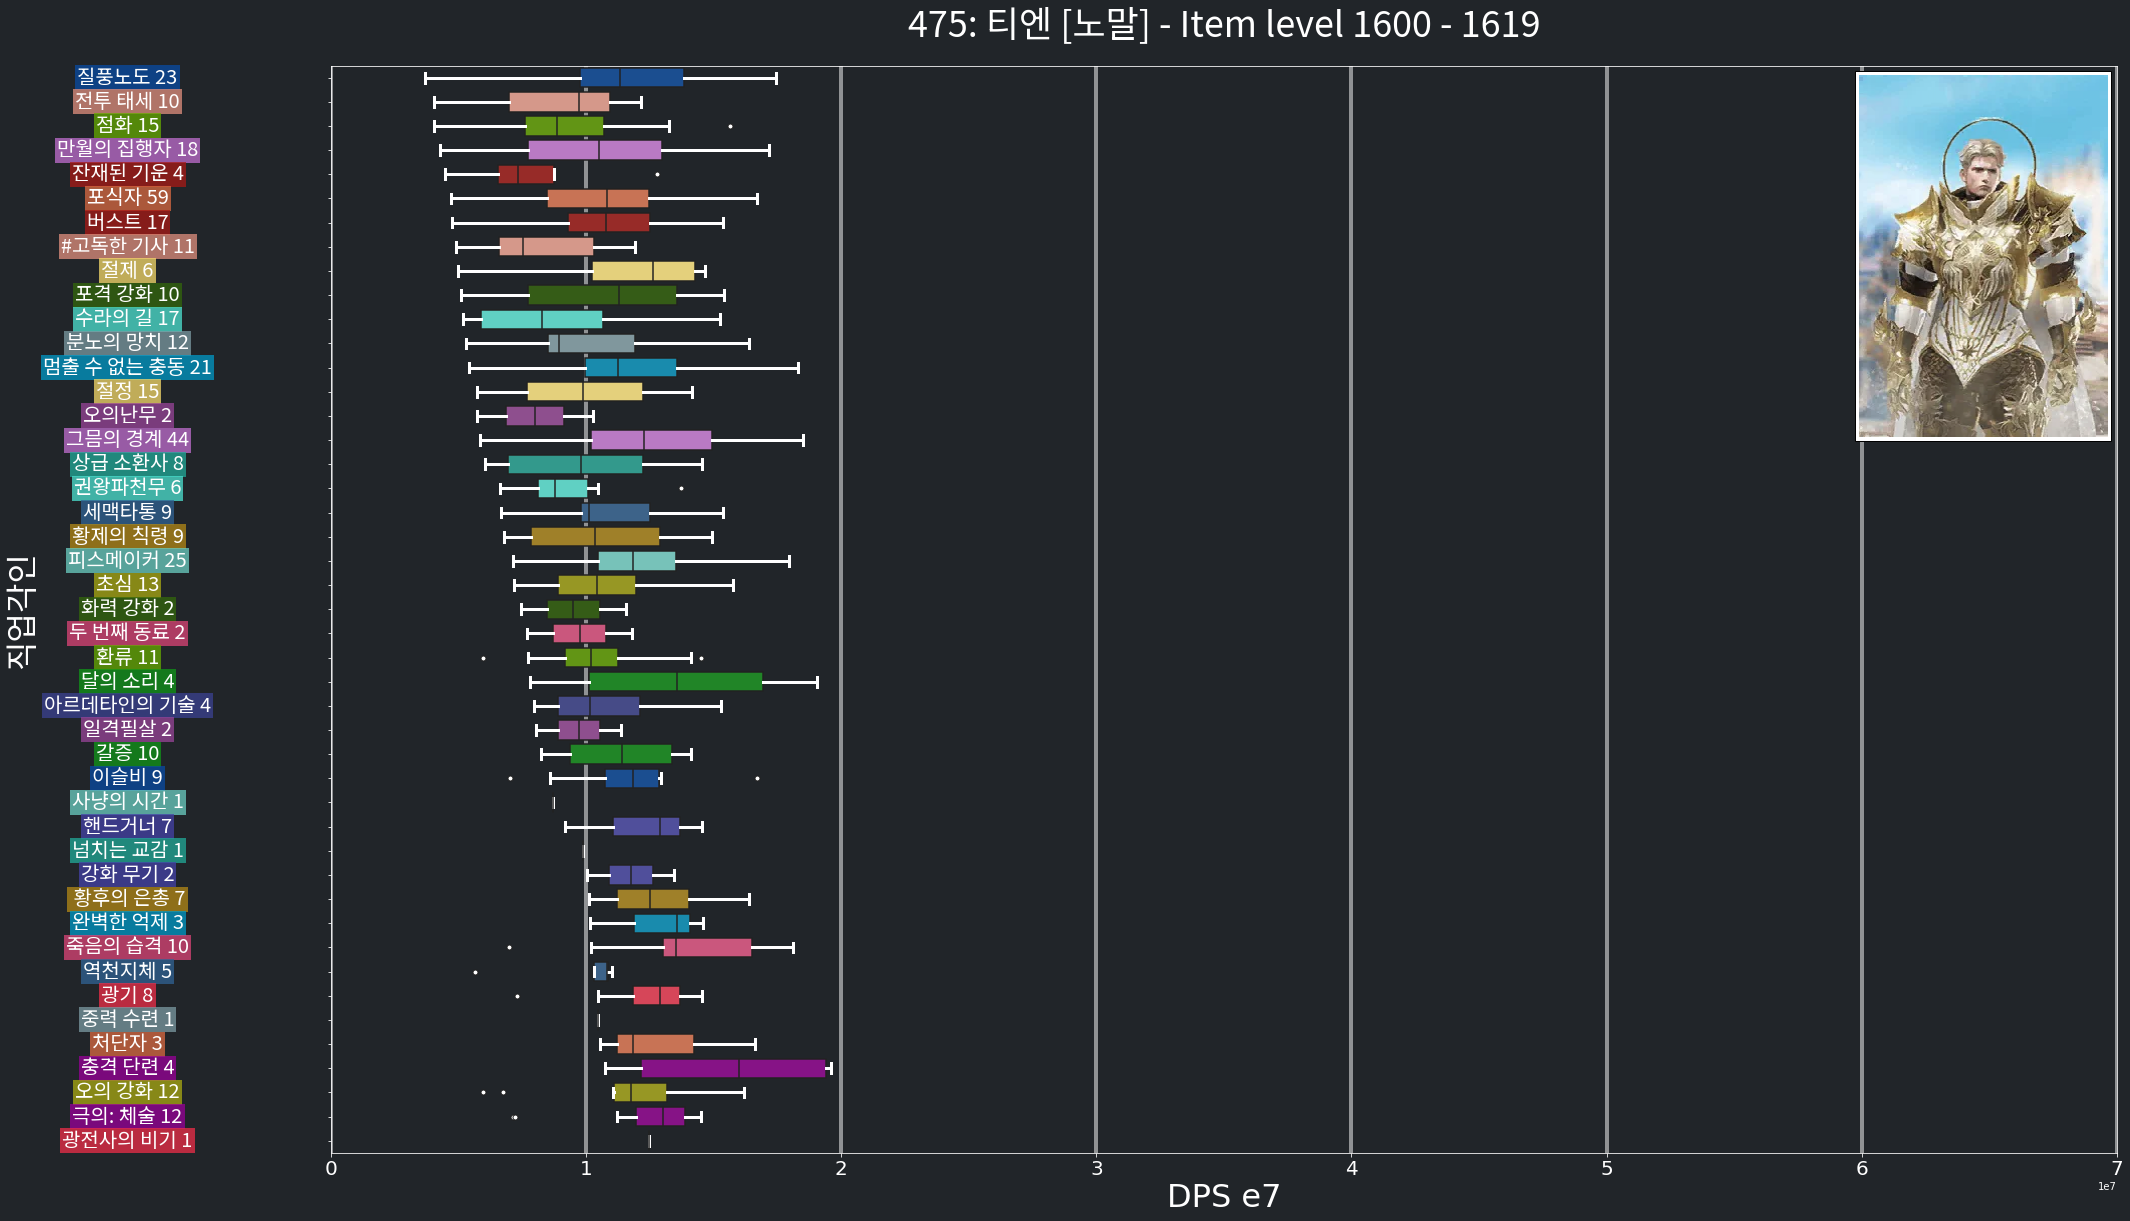 475: 티엔 [노말] - Item level 1600 - 1619
직업각인
질풍노도 23
전투 태세 10
점화 15
만월의 집행자 18
잔재된 기운 4
포식자 59
버스트 17
#고독한 기사 11
절제 6
포격 강화 10
수라의 길 17
분노의 망치 12
멈출 수 없는 충동 21
절정 15
오의난무 2
그믐의 경계 44
상급 소환사 8
권왕파천무 6
세맥타통 9
황제의 칙령 9
피스메이커 25
초심 13
화력 강화 2
두 번째 동료 2
환류 11
달의 소리 4
아르데타인의 기술 4
일격필살 2
갈증 10
이슬비 9
사냥의 시간 1
핸드거너 7
넘치는 교감 1
강화 무기 2
황후의 은총 7
완벽한 억제 3
죽음의 습격 10
역천지체 5
광기 8
중력 수련 1
처단자 3
충격 단련 4
오의 강화 12
극의: 체술 12
광전사의 비기 1
0 1 2 3 4 5 6 7
1e7
DPS e7